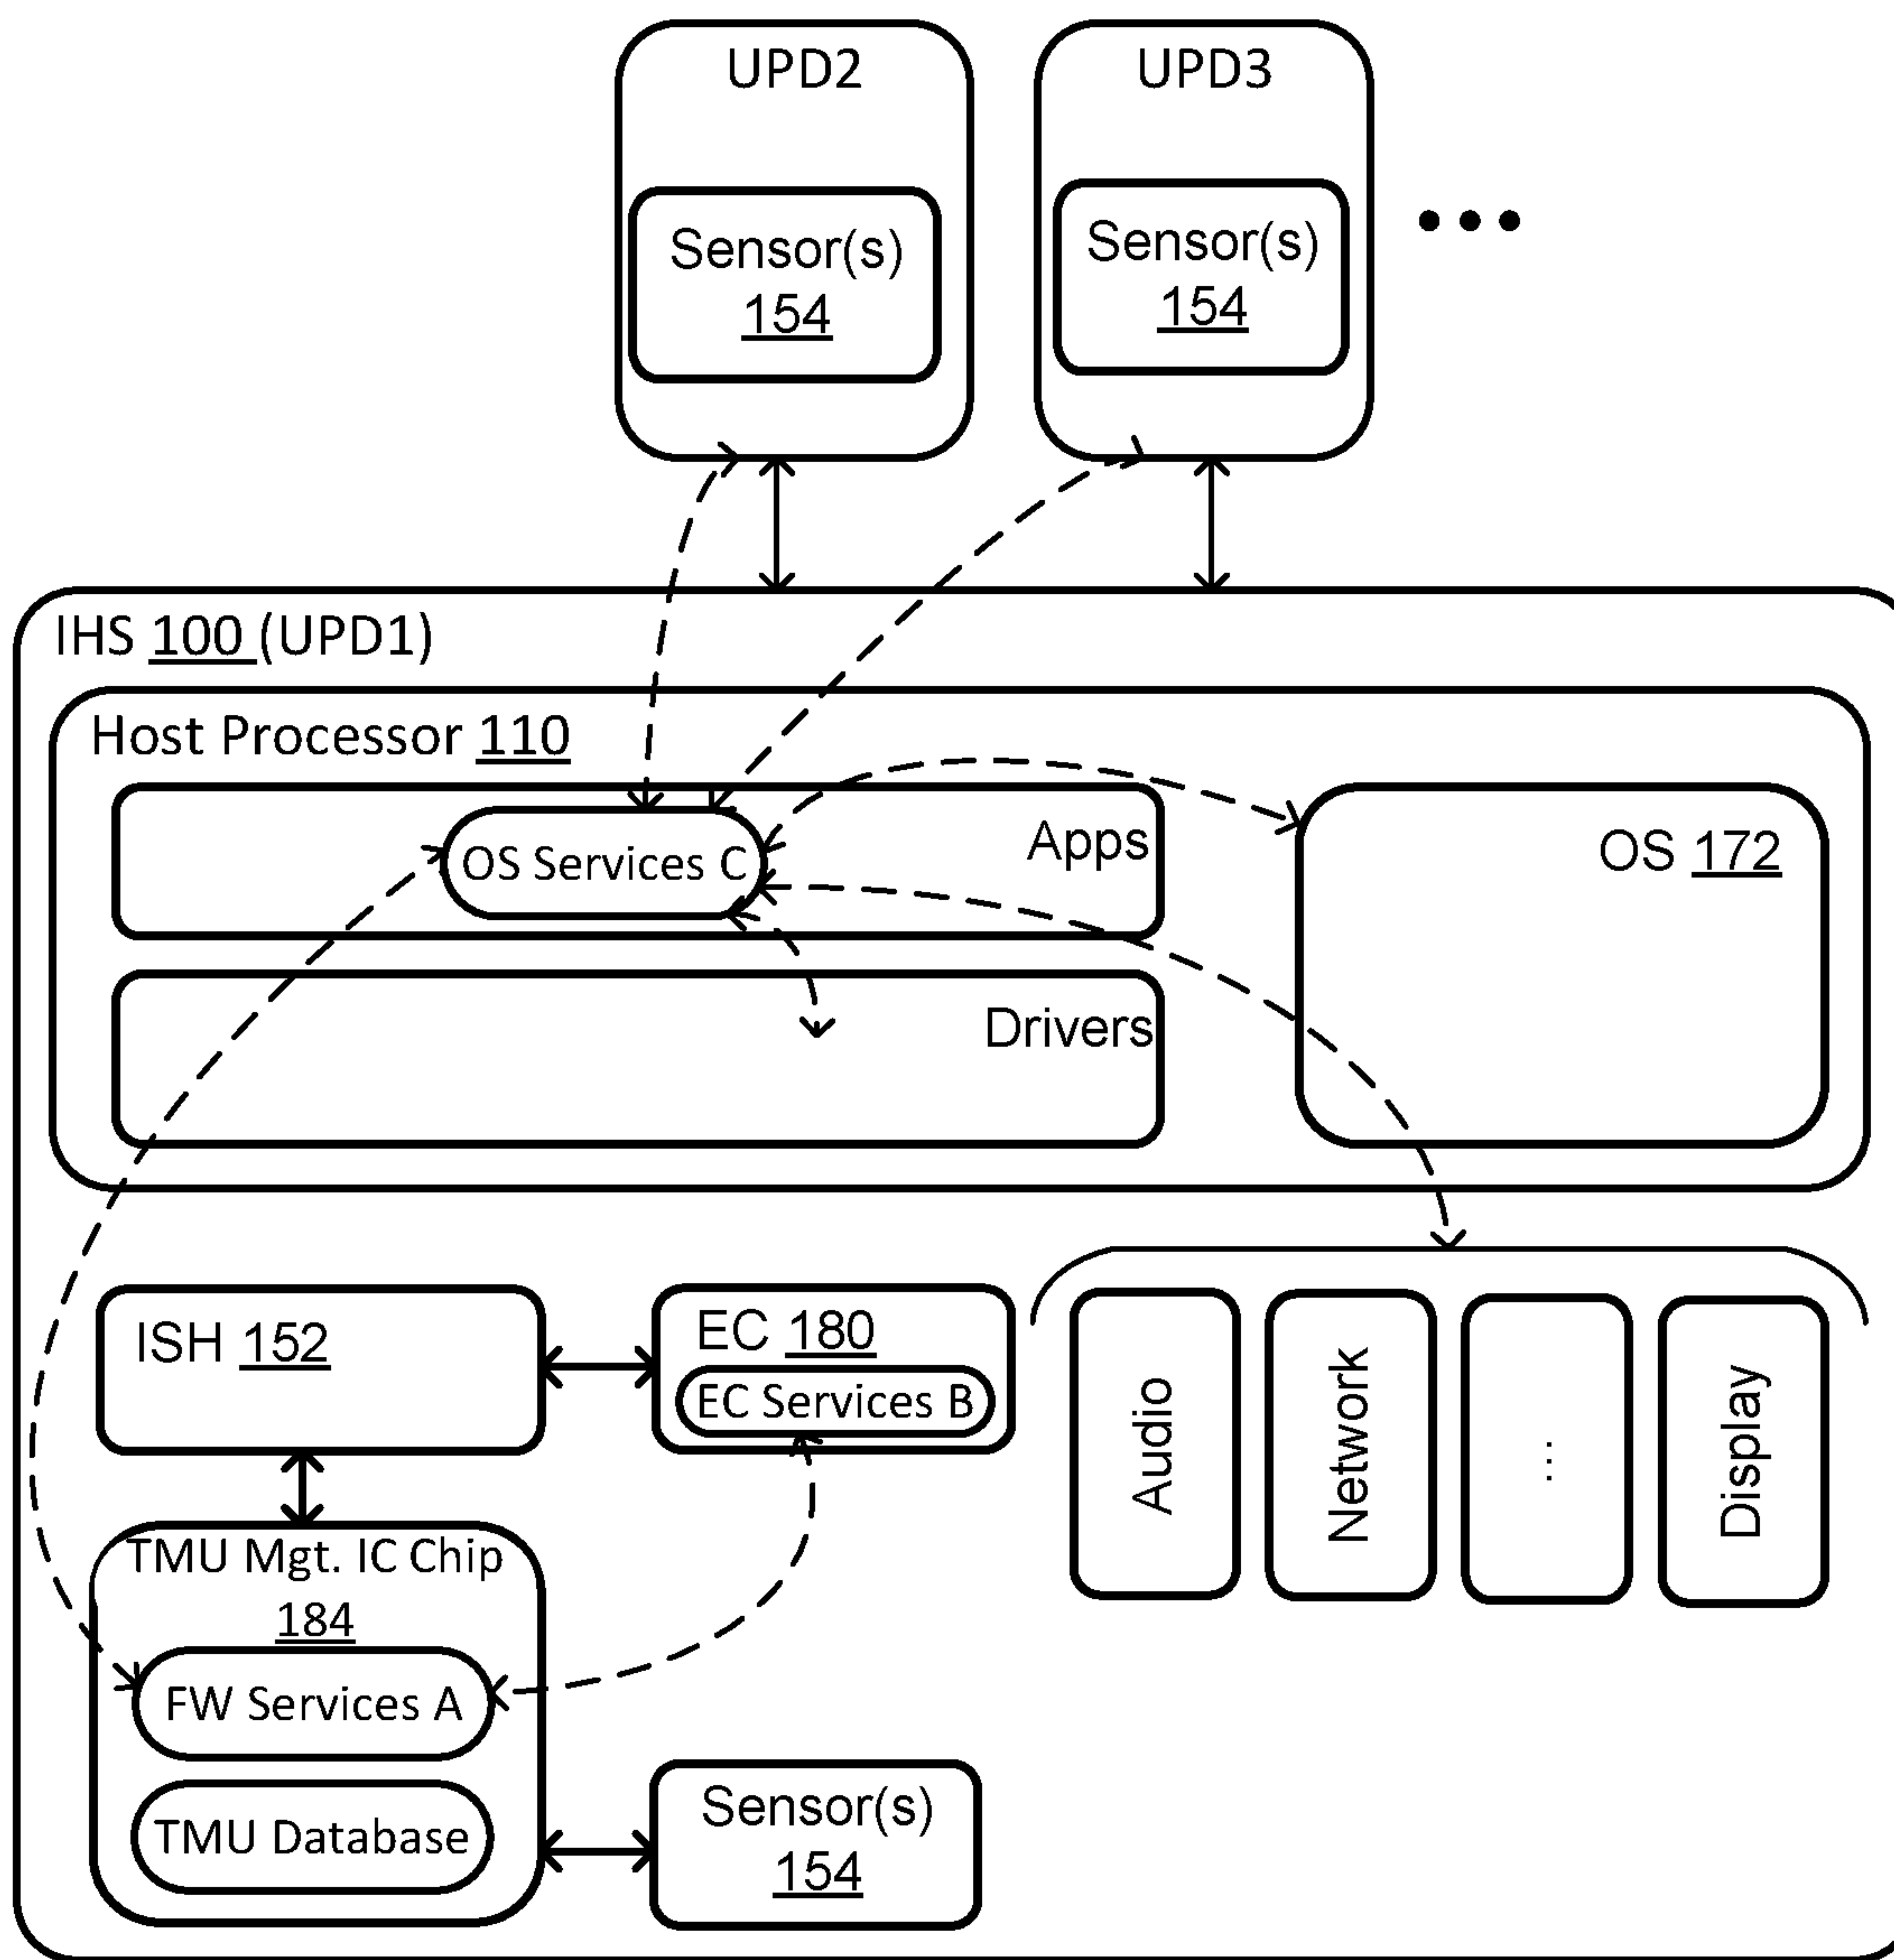 UPD2
UPD3
Sensor(s)
154
Sensor(s)
154
IHS 100 (UPD1)
Host Processor 110
OS Services C
Apps
OS 172
Drivers
ISH 152
EC 180
EC Services B
Audio
Network
...
Display
TMU Mgt. IC Chip
184
FW Services A
TMU Database
Sensor(s)
154